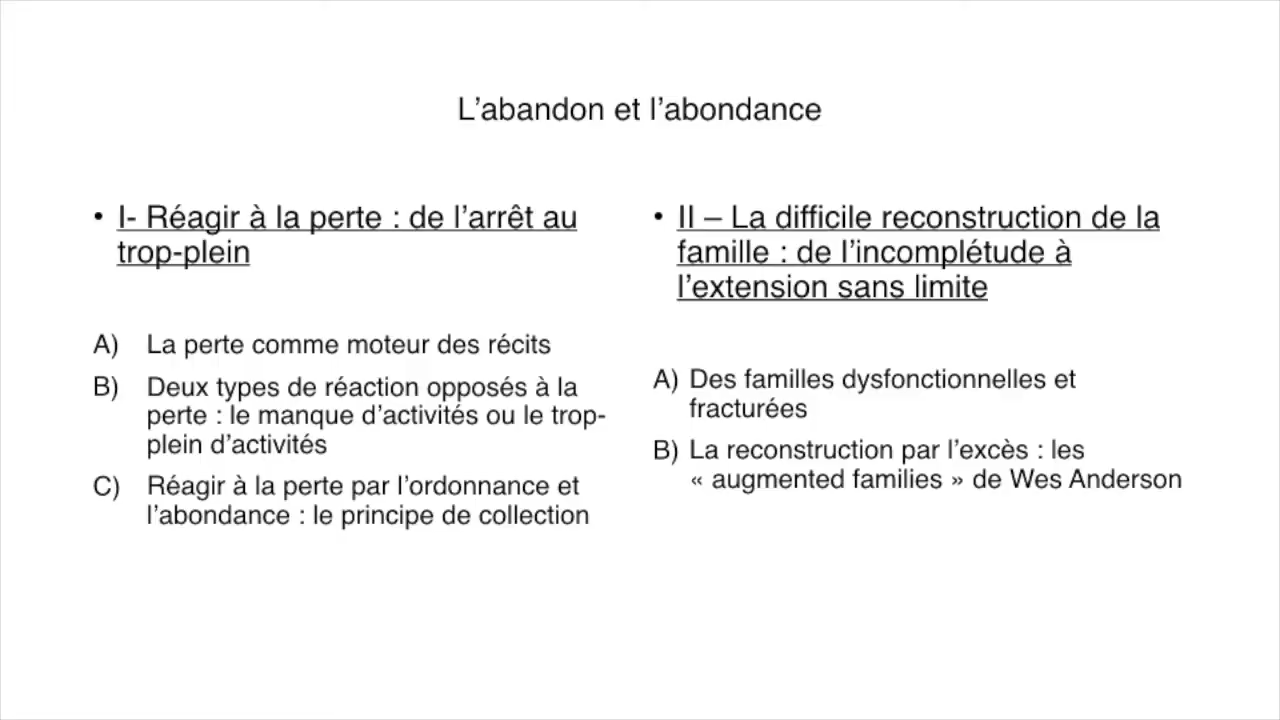 L’abandon et l’abondance
• I- Réagir à la perte : de l’arrêt au
trop-plein
A) La perte comme moteur des récits
B) Deux types de réaction opposés à la
perte : le manque d’activités ou le trop-
plein d’activités
C) Réagir à la perte par l’ordonnance et
l’abondance : le principe de collection
• II – La difficile reconstruction de la
famille : de l’incomplétude à
l’extension sans limite
A) Des familles dysfonctionnelles et
fracturées
B) La reconstruction par l’excès : les
« augmented families » de Wes Anderson